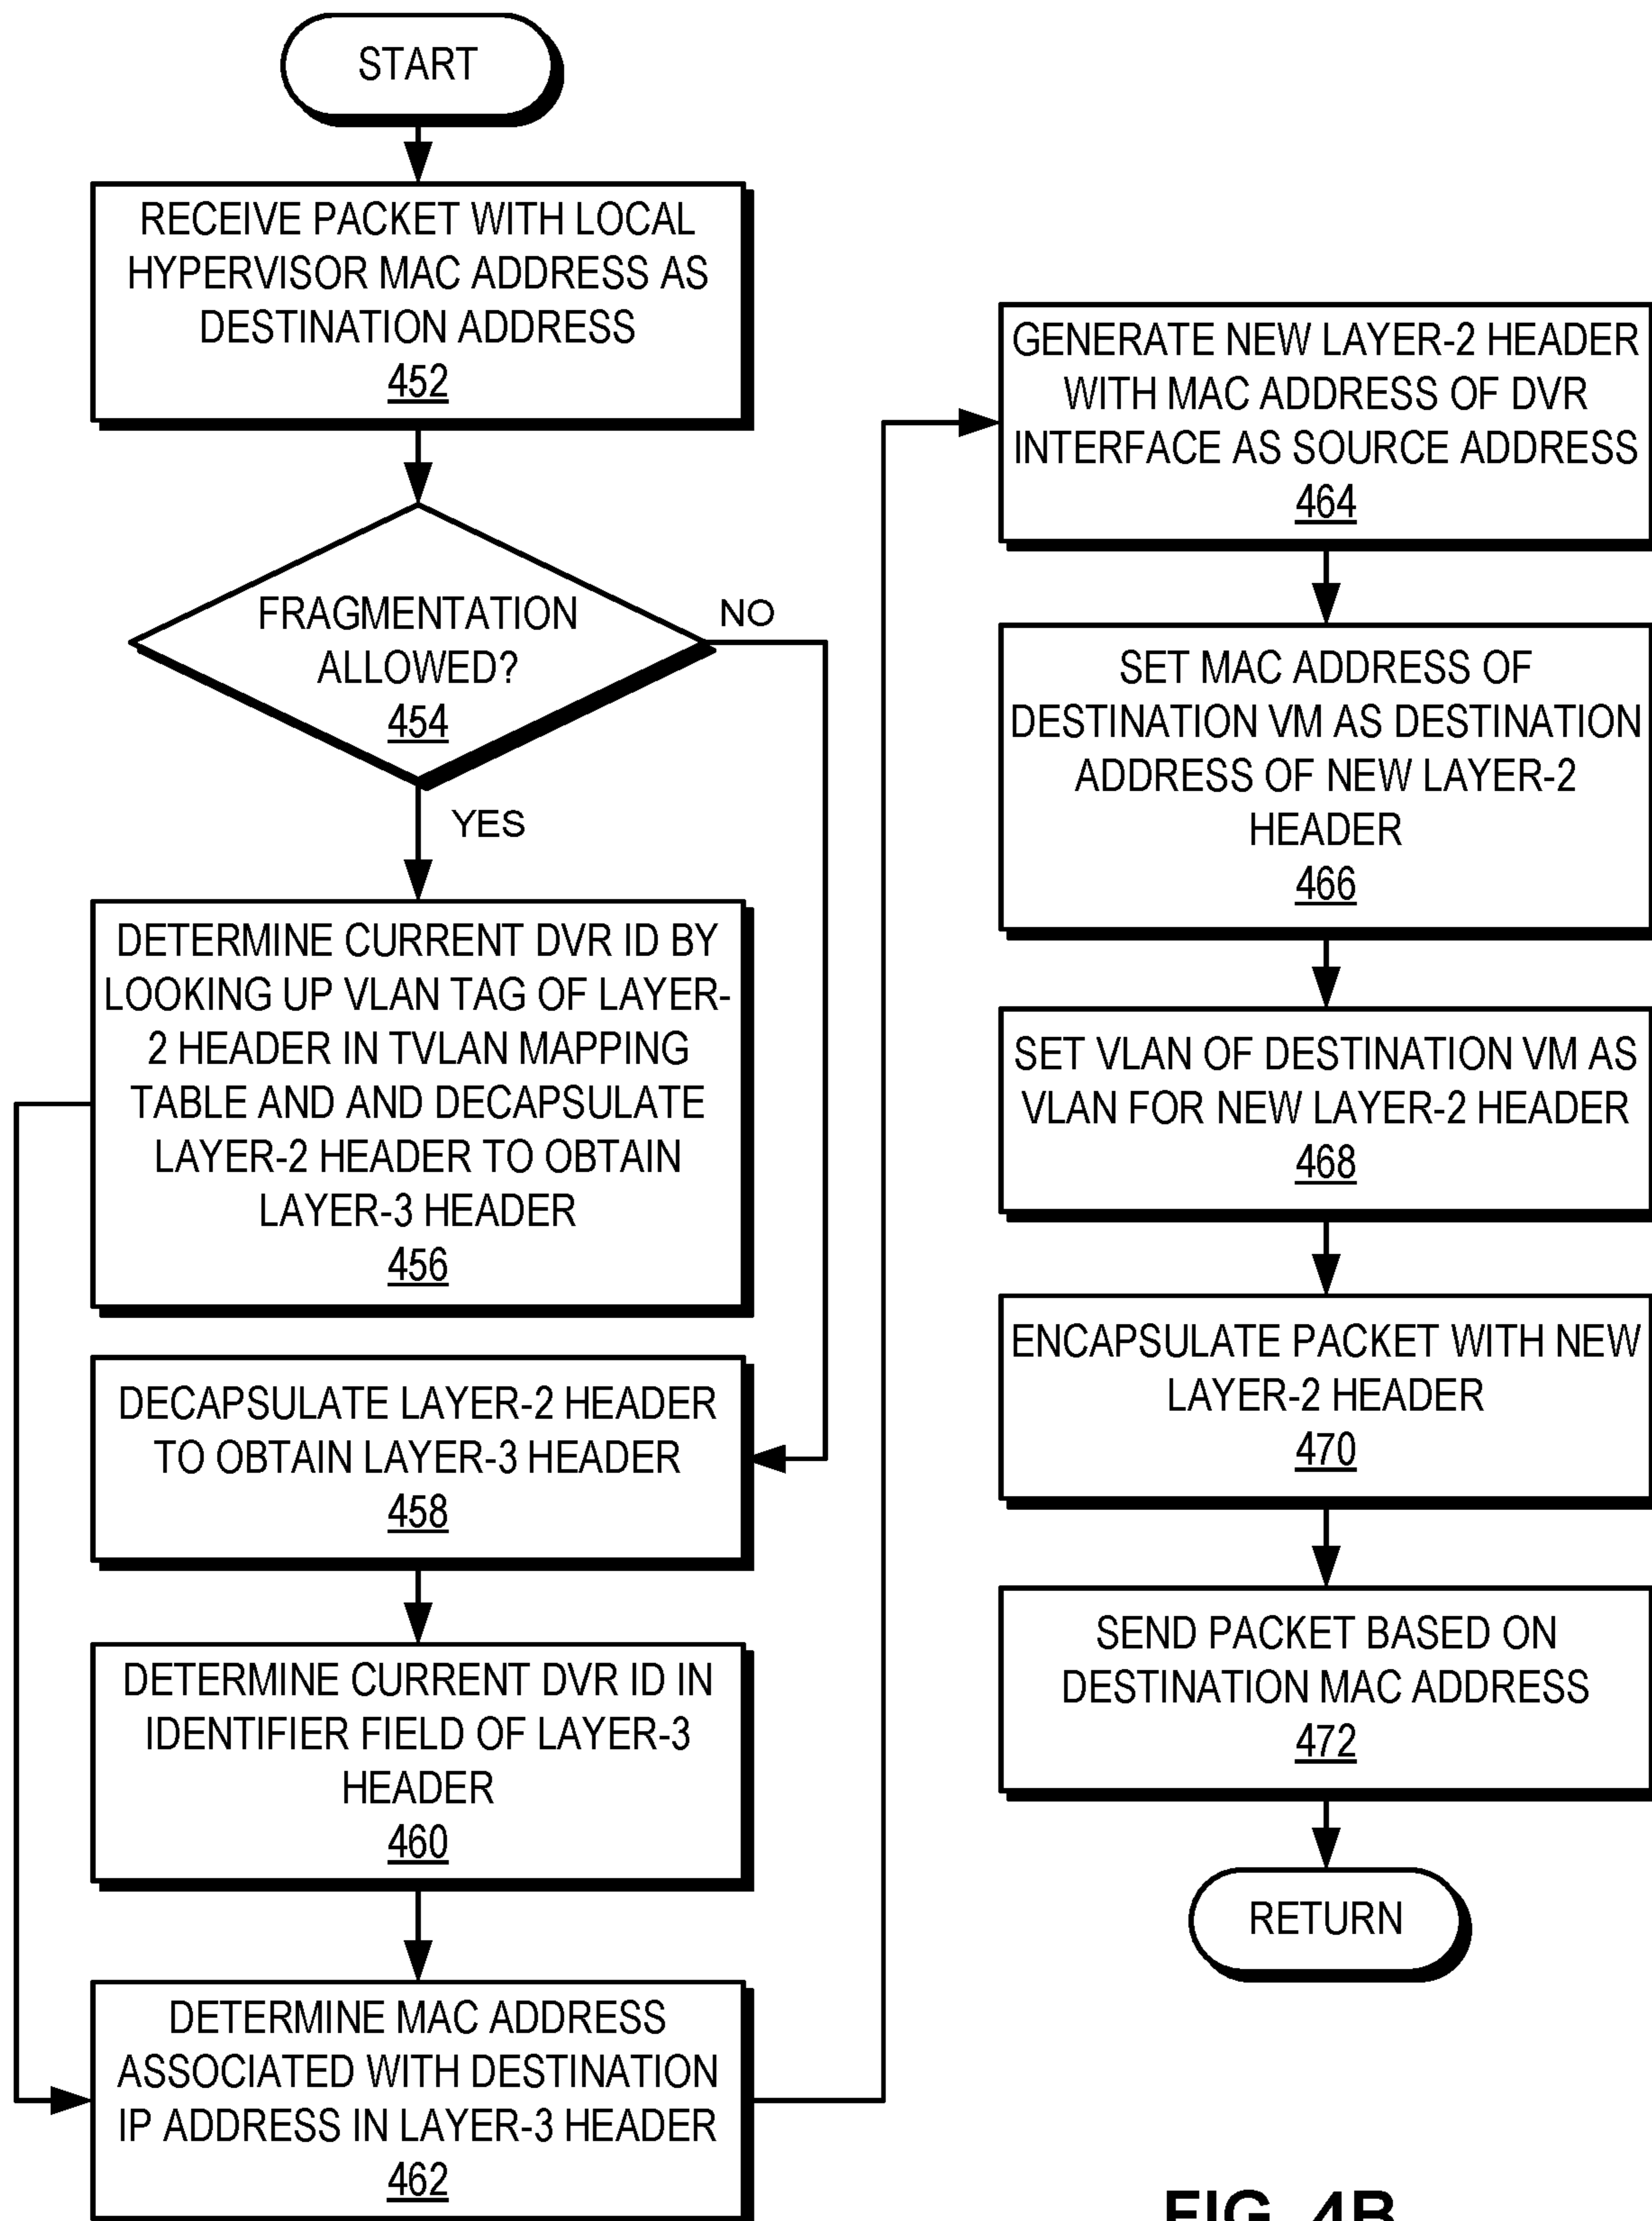 START
RECEIVE PACKET WITH LOCAL
HYPERVISOR MAC ADDRESS AS
DESTINATION ADDRESS
452
FRAGMENTATION
ALLOWED?
454
NO
YES
DETERMINE CURRENT DVR ID BY
LOOKING UP VLAN TAG OF LAYER-
2 HEADER IN TVLAN MAPPING
TABLE AND AND DECAPSULATE
LAYER-2 HEADER TO OBTAIN
LAYER-3 HEADER
456
DECAPSULATE LAYER-2 HEADER
TO OBTAIN LAYER-3 HEADER
458
DETERMINE CURRENT DVR ID IN
IDENTIFIER FIELD OF LAYER-3
HEADER
460
DETERMINE MAC ADDRESS
ASSOCIATED WITH DESTINATION
IP ADDRESS IN LAYER-3 HEADER
462
GENERATE NEW LAYER-2 HEADER
WITH MAC ADDRESS OF DVR
INTERFACE AS SOURCE ADDRESS
464
SET MAC ADDRESS OF
DESTINATION VM AS DESTINATION
ADDRESS OF NEW LAYER-2
HEADER
466
SET VLAN OF DESTINATION VM AS
VLAN FOR NEW LAYER-2 HEADER
468
ENCAPSULATE PACKET WITH NEW
LAYER-2 HEADER
470
SEND PACKET BASED ON
DESTINATION MAC ADDRESS
472
RETURN
FIG. 4B